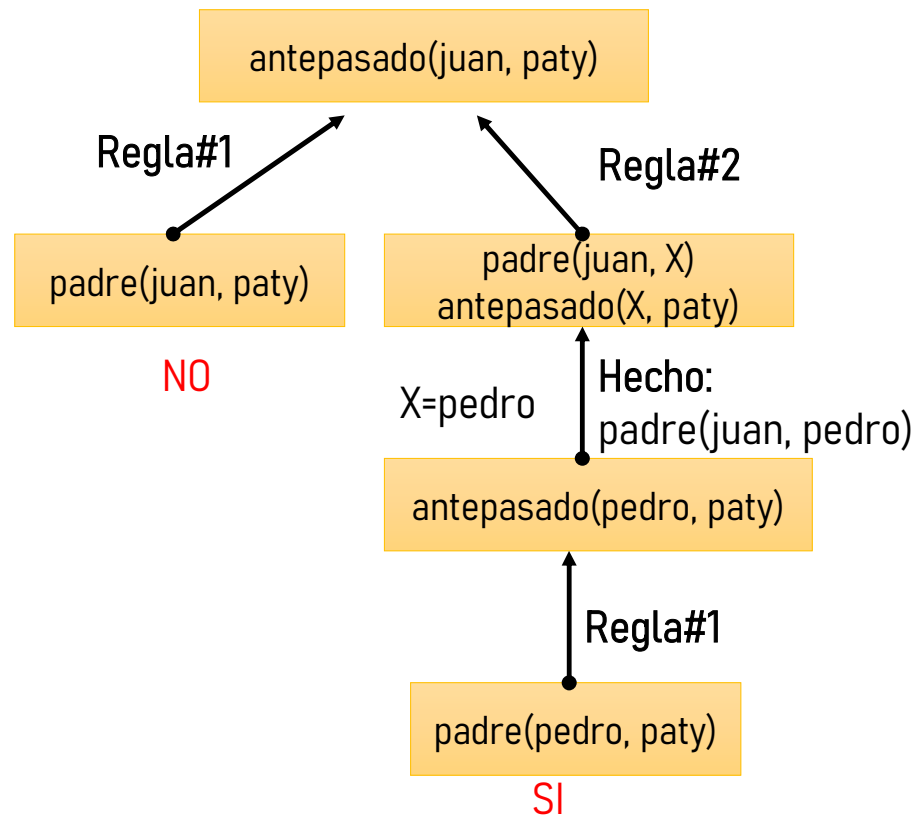 antepasado(juan, paty)
Regla#1
Regla#2
padre(juan, paty)
padre(juan, X)
antepasado(X, paty)
NO
X=pedro
Hecho:
padre(juan, pedro)
antepasado(pedro, paty)
Regla#1
padre(pedro, paty)
SI